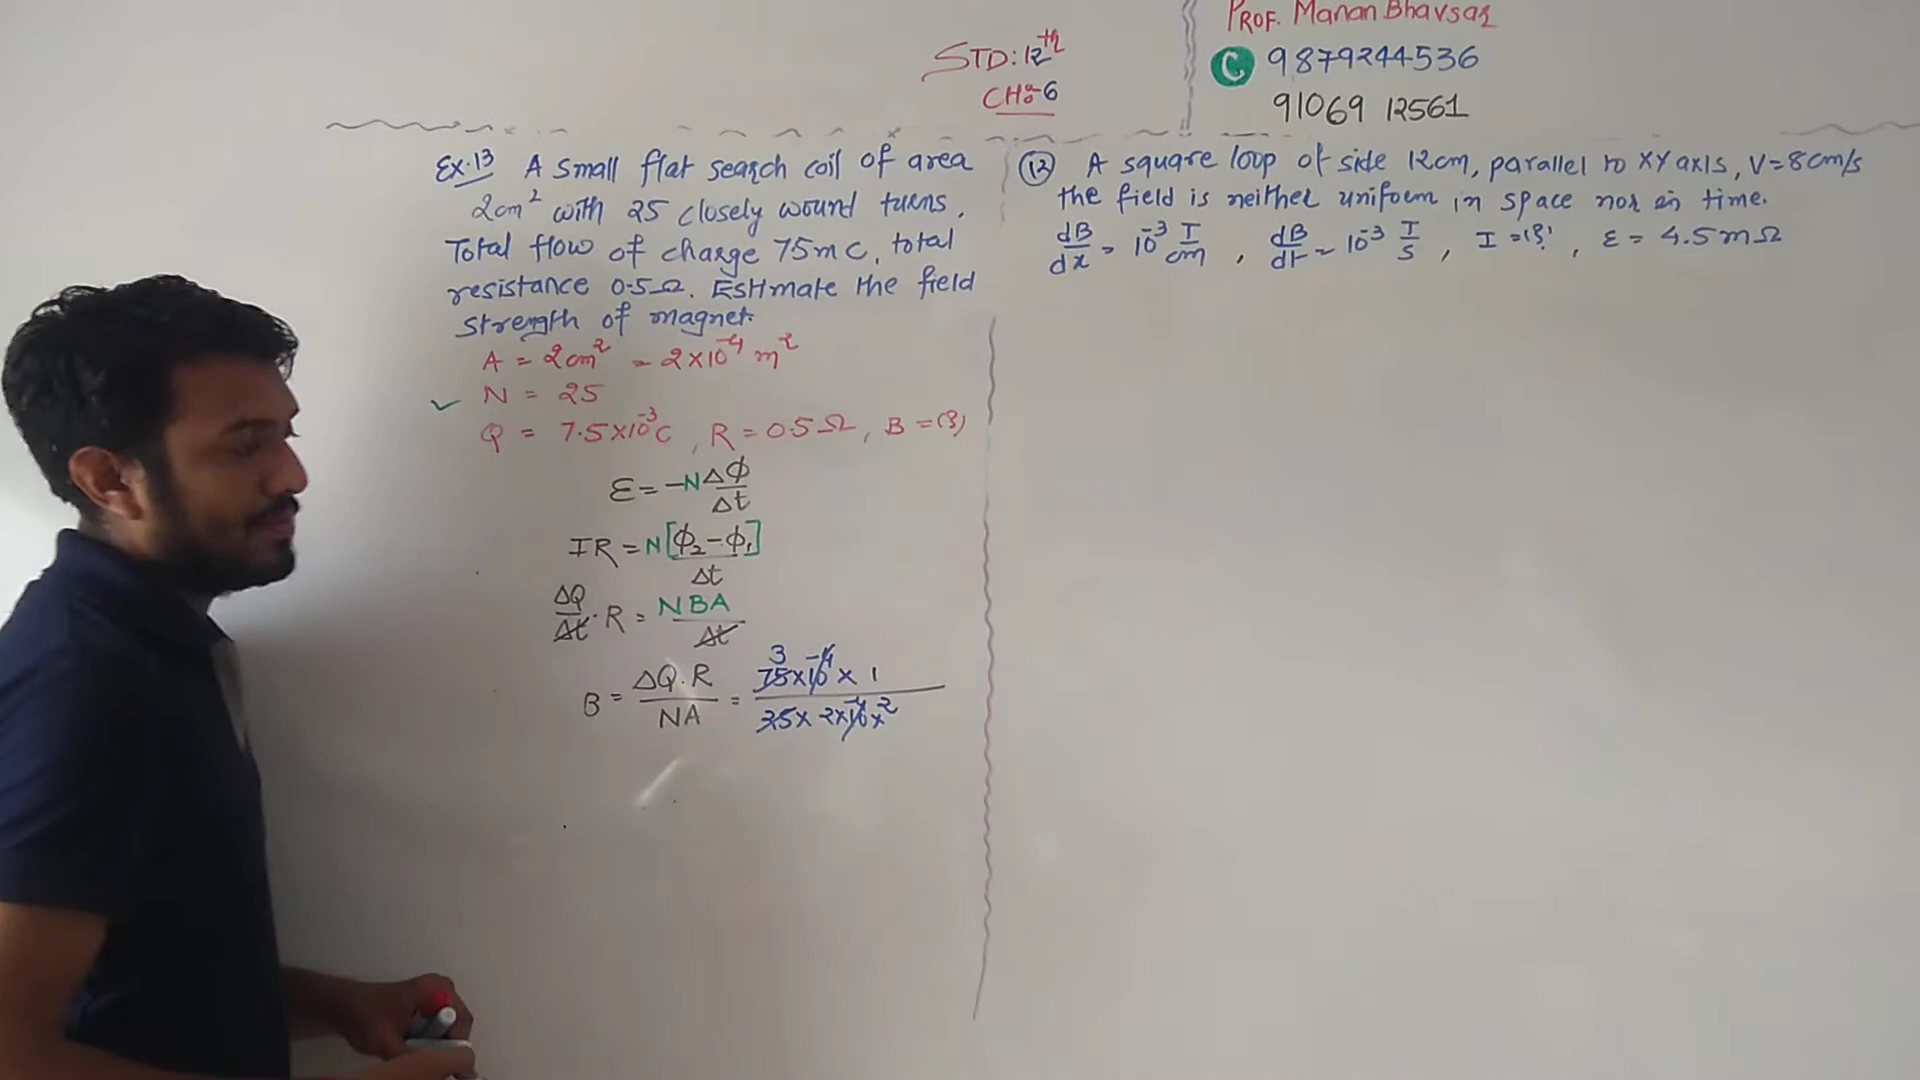 STD: 12th
CH:-6
PROF. Manan Bhavsar
C 9879244536
91069 12561
Ex.13 A small flat search coil of area
2cm² with 25 closely wound turns.
Total flow of charge 75mC, total
resistance 0.5Ω. Estimate the field
strength of magnet.
A = 2cm² = 2×10⁻⁴ m²
✓ N = 25
Q = 7.5×10⁻³C, R = 0.5Ω, B = (?)
ε = -NΔϕ/Δt
IR = N[ϕ₂-ϕ₁]/Δt
ΔQ/Δt · R = NBA/Δt
B = ΔQ.R/NA = 3 75×10⁻⁴ × 1 / 25×2×10⁻⁴×2
(12) A square loop of side 12cm, parallel to XY axis, V=8cm/s
the field is neither uniform in space nor in time.
dB/dx = 10⁻³ T/cm, dB/dt = 10⁻³ T/s, I = (?), ε = 4.5mΩ